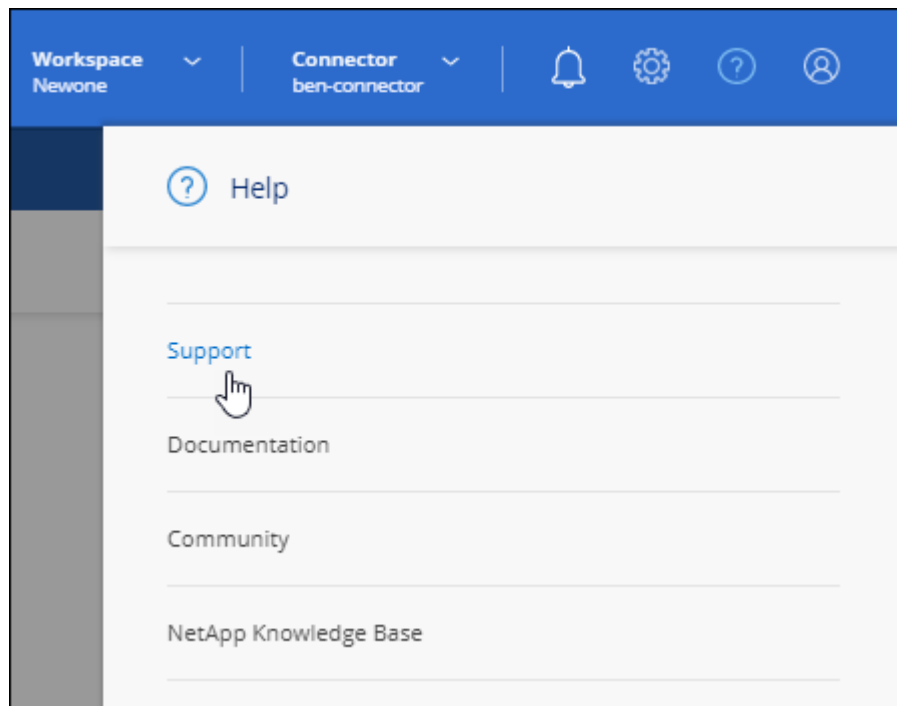 Workspace
Newone
Connector
ben-connector
Help
Support
Documentation
Community
NetApp Knowledge Base